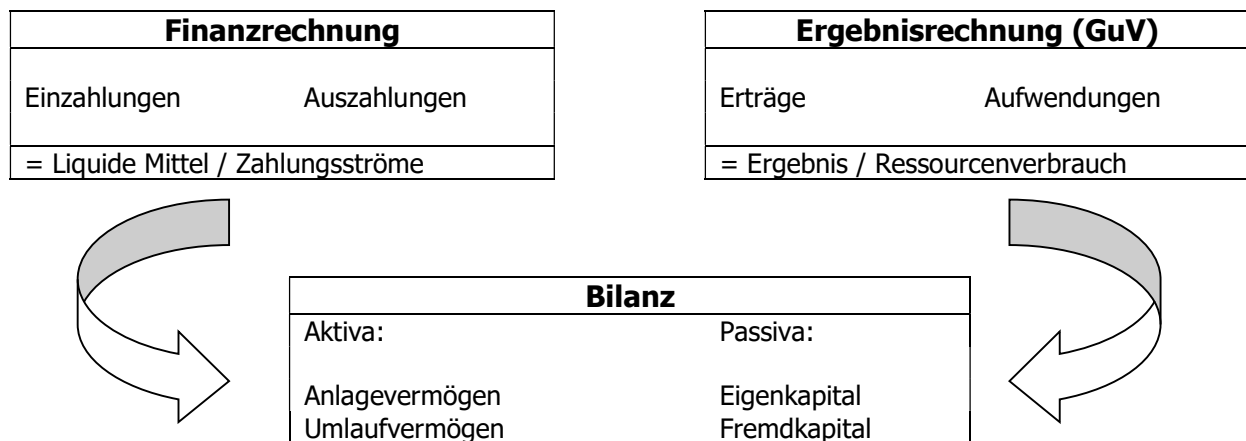 Finanzrechnung
Einzahlungen Auszahlungen
= Liquide Mittel / Zahlungsströme
Ergebnisrechnung (GuV)
Erträge Aufwendungen
= Ergebnis / Ressourcenverbrauch
Bilanz
Aktiva: Passiva:
Anlagevermögen Eigenkapital
Umlaufvermögen Fremdkapital